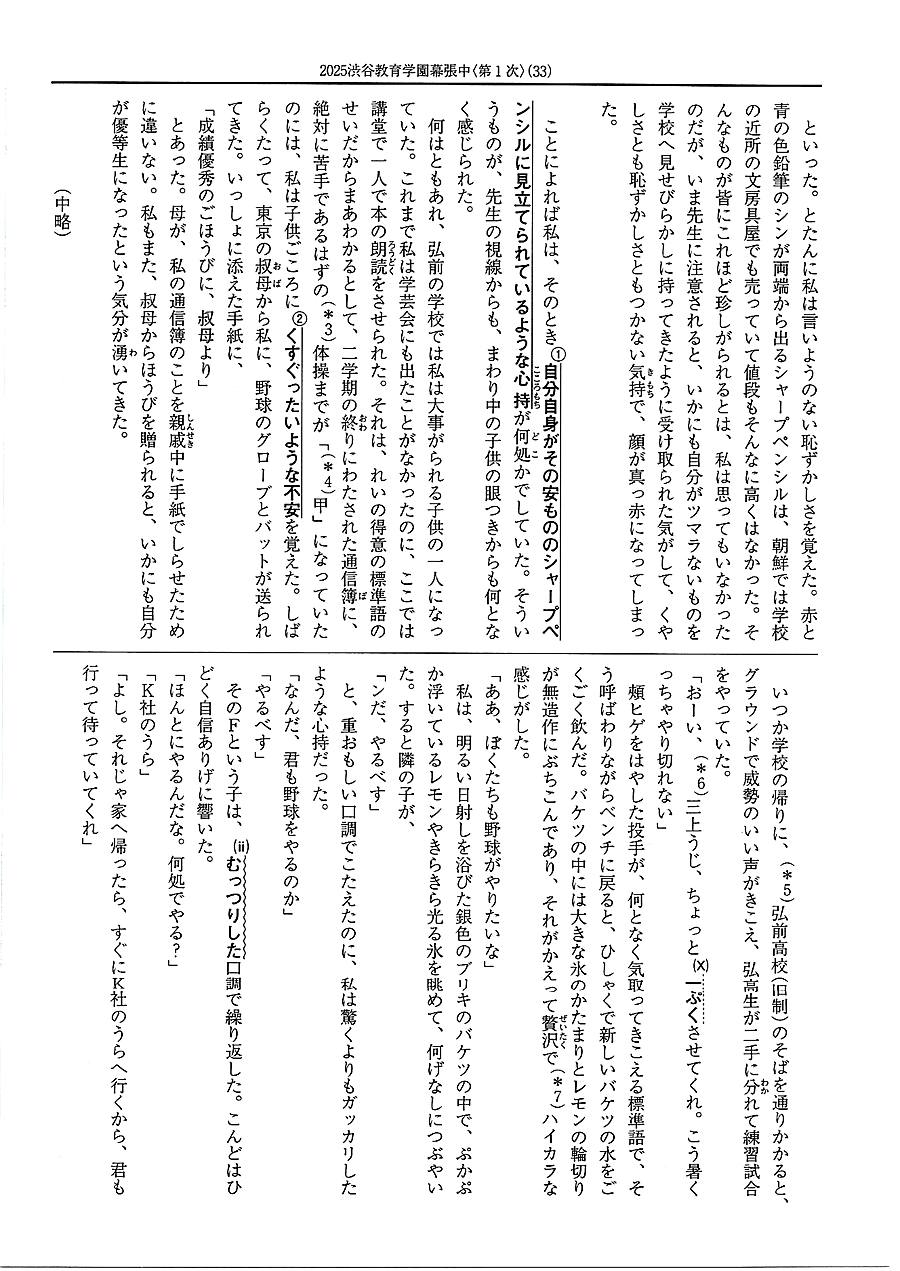 2025渋谷教育学園幕張中〈第1次〉(33)
といった。とたんに私は言いようのない恥ずかしさを覚えた。赤と
青の色鉛筆のシンが両端から出るシャープペンシルは、朝鮮では学校
の近所の文房具屋でも売っていて値段もそんなに高くはなかった。そ
んなものが皆にこれほど珍しがられるとは、私は思ってもいなかった
のだが、いま先生に注意されると、いかにも自分がツマラないものを
学校へ見せびらかしに持ってきたように受け取られた気がして、くや
しさとも恥ずかしさともつかない気持で、顔が真っ赤になってしまっ
た。
ことによれば私は、そのとき①自分自身がその安もののシャープペ
ンシルに見立てられているような心持が何処かでしていた。そうい
うものが、先生の視線からも、まわり中の子供の眼つきからも何とな
く感じられた。
何はともあれ、弘前の学校では私は大事がられる子供の一人になっ
ていた。これまで私は学芸会にも出たことがなかったのに、ここでは
講堂で一人で本の朗読をさせられた。それは、れいの得意の標準語の
せいだからまあわかるとして、二学期の終りにわたされた通信簿に、
絶対に苦手であるはずの(*3)体操までが「(*4)甲」になっていた
のには、私は子供ごころに②くすぐったいような不安を覚えた。しば
らくたって、東京の叔母から私に、野球のグローブとバットが送られ
てきた。いっしょに添えた手紙に、
「成績優秀のごほうびに、叔母より」
とあった。母が、私の通信簿のことを親戚中に手紙でしらせたため
に違いない。私もまた、叔母からほうびを贈られると、いかにも自分
が優等生になったという気分が湧いてきた。
(中略)
いつか学校の帰りに、(*5)弘前高校(旧制)のそばを通りかかると、
グラウンドで威勢のいい声がきこえ、弘高生が二手に分れて練習試合
をやっていた。
「おーい、(*6)三上うじ、ちょっと(X)一ぷくさせてくれ。こう暑く
っちゃやり切れない」
頬ヒゲをはやした投手が、何となく気取ってきこえる標準語で、そ
う呼ばわりながらベンチに戻ると、ひしゃくで新しいバケツの水をご
くごく飲んだ。バケツの中には大きな氷のかたまりとレモンの輪切り
が無造作にぶちこんであり、それがかえって贅沢で(*7)ハイカラな
感じがした。
「ああ、ぼくたちも野球がやりたいな」
私は、明るい日射しを浴びた銀色のブリキのバケツの中で、ぷかぷ
か浮いているレモンやきらきら光る氷を眺めて、何げなしにつぶやい
た。すると隣の子が、
「ンだ、やるべす」
と、重おもしい口調でこたえたのに、私は驚くよりもガッカリした
ような心持だった。
「なんだ、君も野球をやるのか」
「やるべす」
そのFという子は、(ii)むっつりした口調で繰り返した。こんどはひ
どく自信ありげに響いた。
「ほんとにやるんだな。何処でやる?」
「K社のうら」
「よし。それじゃ家へ帰ったら、すぐにK社のうらへ行くから、君も
行って待っていてくれ」